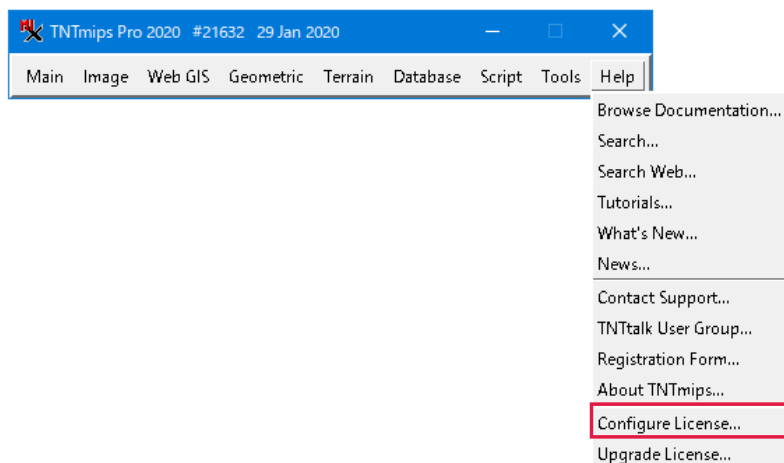 TNTmips Pro 2020 #21632 29 Jan 2020
Main Image Web GIS Geometric Terrain Database Script Tools Help
Browse Documentation...
Search...
Search Web...
Tutorials...
What's New...
News...
Contact Support...
TNTtalk User Group...
Registration Form...
About TNTmips...
Configure License...
Upgrade License...